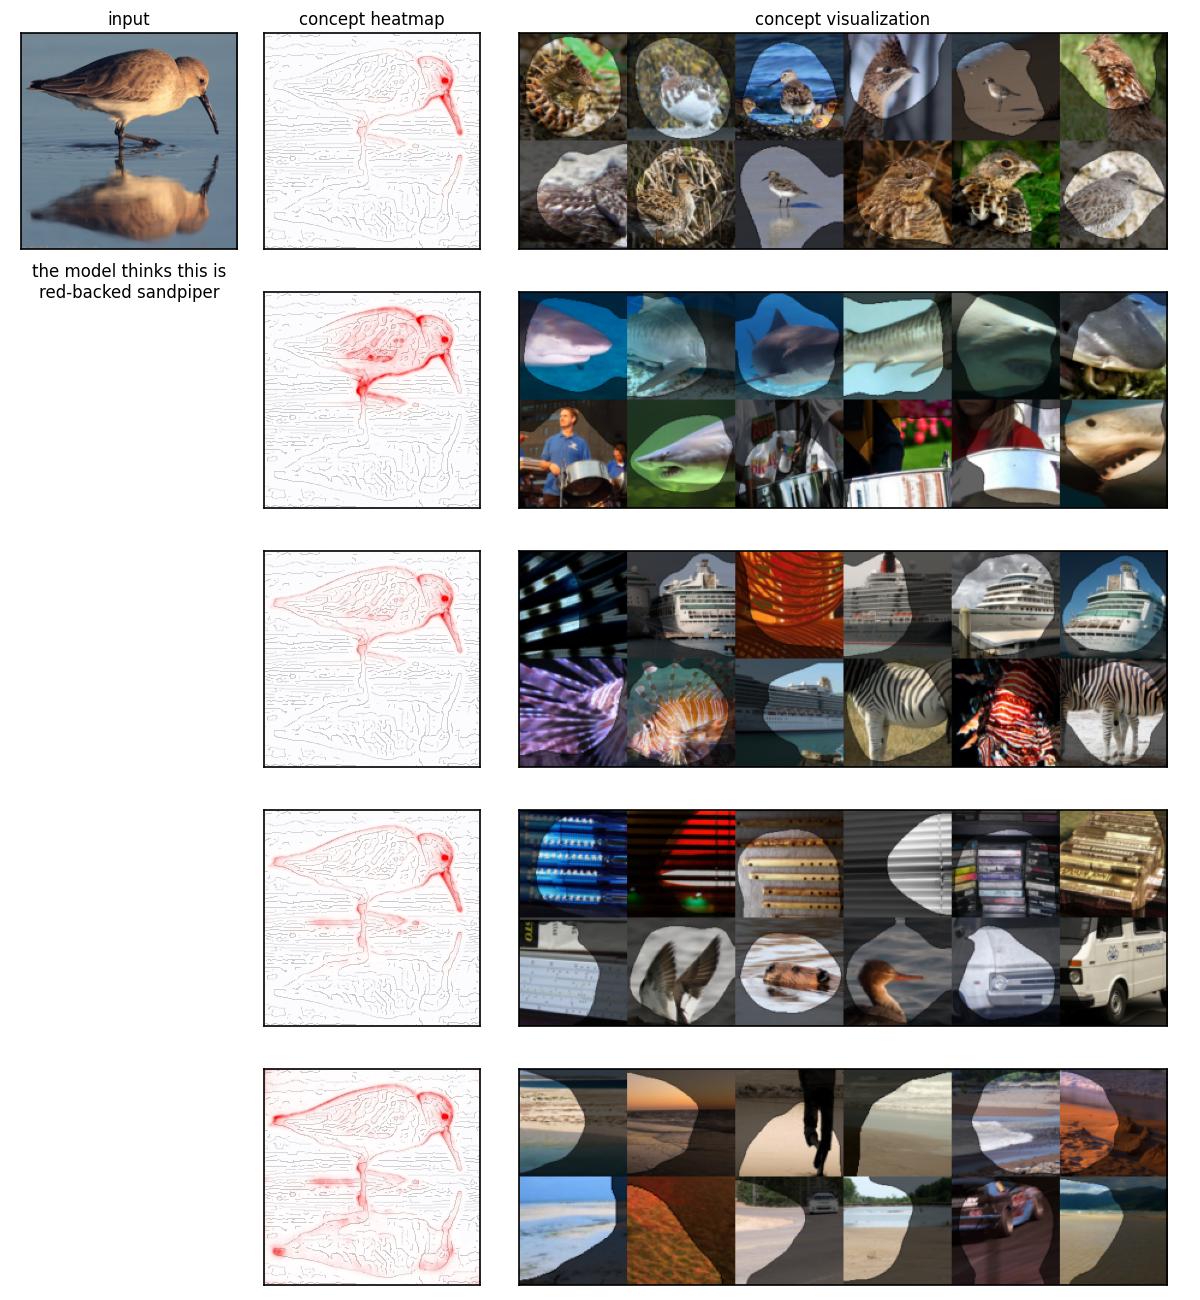 input
concept heatmap
concept visualization
the model thinks this is
red-backed sandpiper